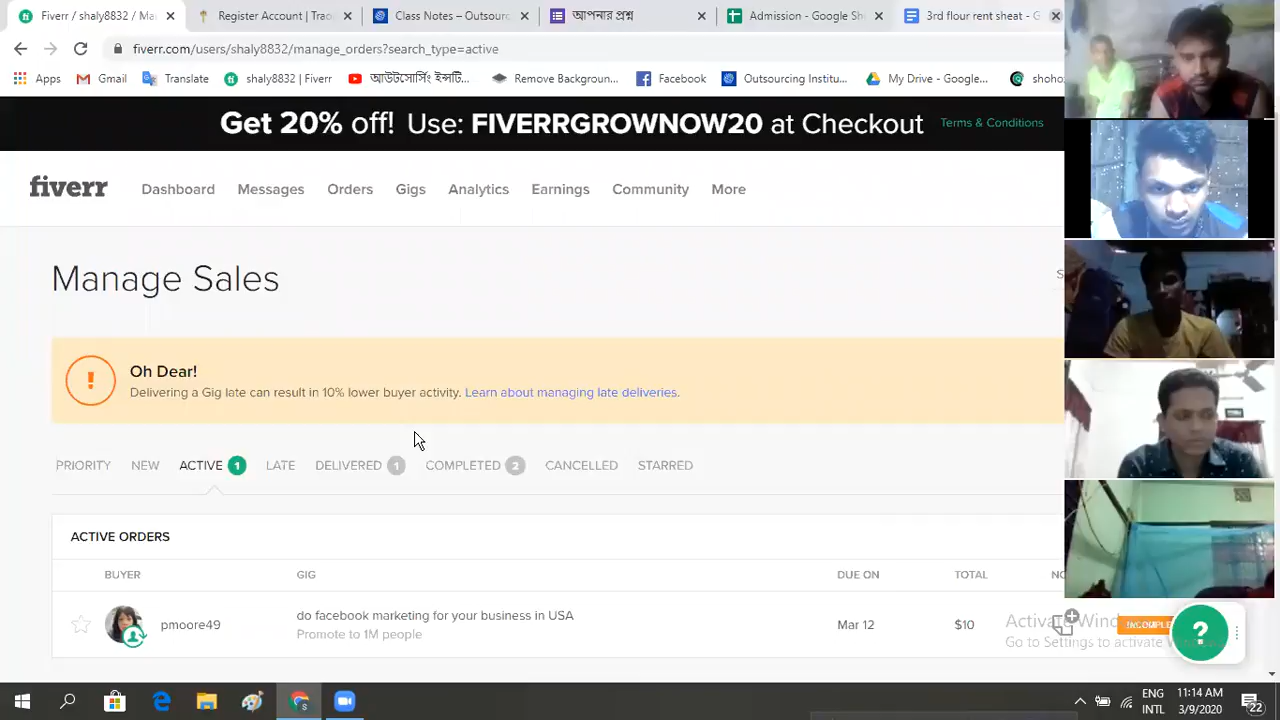 Fiverr / shaly8832 / Ma
Register Account | Trao
Class Notes – Outsourc
আপনার প্রশ্ন
Admission - Google Sh
3rd flour rent sheat - G
fiverr.com/users/shaly8832/manage_orders?search_type=active
Apps
Gmail
Translate
shaly8832 | Fiverr
আউটসোর্সিং ইন্সটি...
Remove Backgroun...
Facebook
Outsourcing Institu...
My Drive - Google...
shoho
Get 20% off! Use: FIVERRGROWNOW20 at Checkout
Terms & Conditions
fiverr
Dashboard
Messages
Orders
Gigs
Analytics
Earnings
Community
More
Manage Sales
S
Oh Dear!
Delivering a Gig late can result in 10% lower buyer activity. Learn about managing late deliveries.
PRIORITY
NEW
ACTIVE 1
LATE
DELIVERED 1
COMPLETED 2
CANCELLED
STARRED
ACTIVE ORDERS
BUYER
GIG
DUE ON
TOTAL
NO
pmoore49
do facebook marketing for your business in USA
Promote to 1M people
Mar 12
$10
INCOMPLE
Activate Wind
Go to Settings to activate W
ENG
INTL
11:14 AM
3/9/2020
22